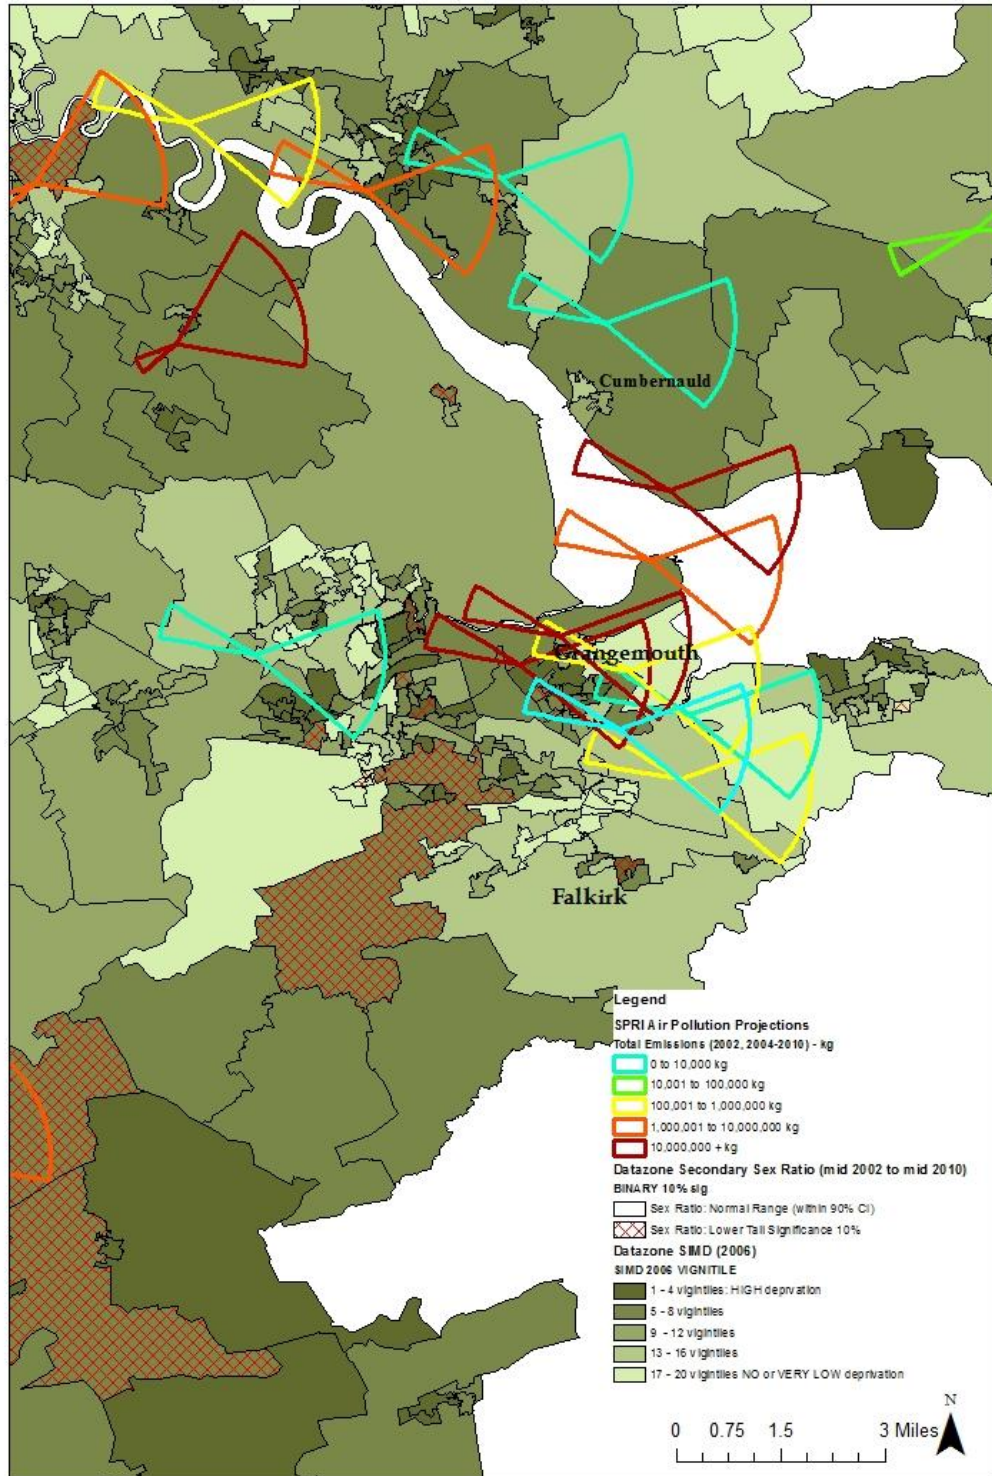 Cumbernauld
Grangemouth
Falkirk
Legend
SPRI Air Pollution Projections
Total Emissions (2002, 2004-2010) - kg
0 to 10,000 kg
10,001 to 100,000 kg
100,001 to 1,000,000 kg
1,000,001 to 10,000,000 kg
10,000,000 + kg
Datazone Secondary Sex Ratio (mid 2002 to mid 2010)
BINARY 10% sig
Sex Ratio: Normal Range (within 90% CI)
Sex Ratio: Lower Tail Significance 10%
Datazone SIMD (2006)
SIMD 2006 VIGNITILE
1 - 4 vigintiles: HIGH deprvation
5 - 8 vigintiles
9 - 12 vigintiles
13 - 16 vigintiles
17 - 20 vigintiles NO or VERY LOW deprvation
N
0 0.75 1.5 3 Miles